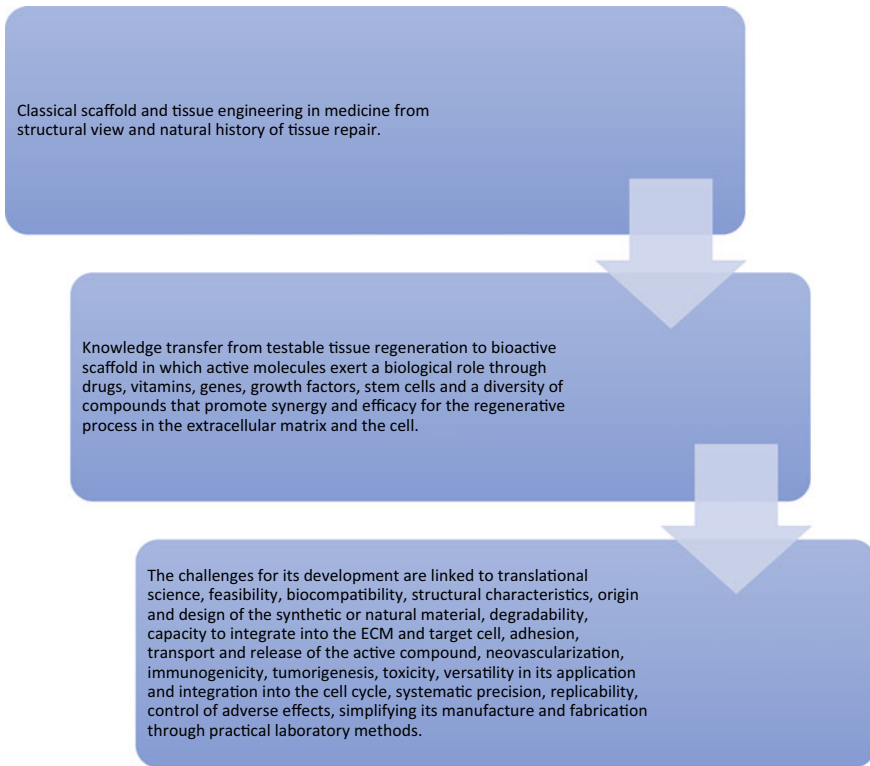 Classical scaffold and tissue engineering in medicine from
structural view and natural history of tissue repair.
Knowledge transfer from testable tissue regeneration to bioactive
scaffold in which active molecules exert a biological role through
drugs, vitamins, genes, growth factors, stem cells and a diversity of
compounds that promote synergy and efficacy for the regenerative
process in the extracellular matrix and the cell.
The challenges for its development are linked to translational
science, feasibility, biocompatibility, structural characteristics, origin
and design of the synthetic or natural material, degradability,
capacity to integrate into the ECM and target cell, adhesion,
transport and release of the active compound, neovascularization,
immunogenicity, tumorigenesis, toxicity, versatility in its application
and integration into the cell cycle, systematic precision, replicability,
control of adverse effects, simplifying its manufacture and fabrication
through practical laboratory methods.